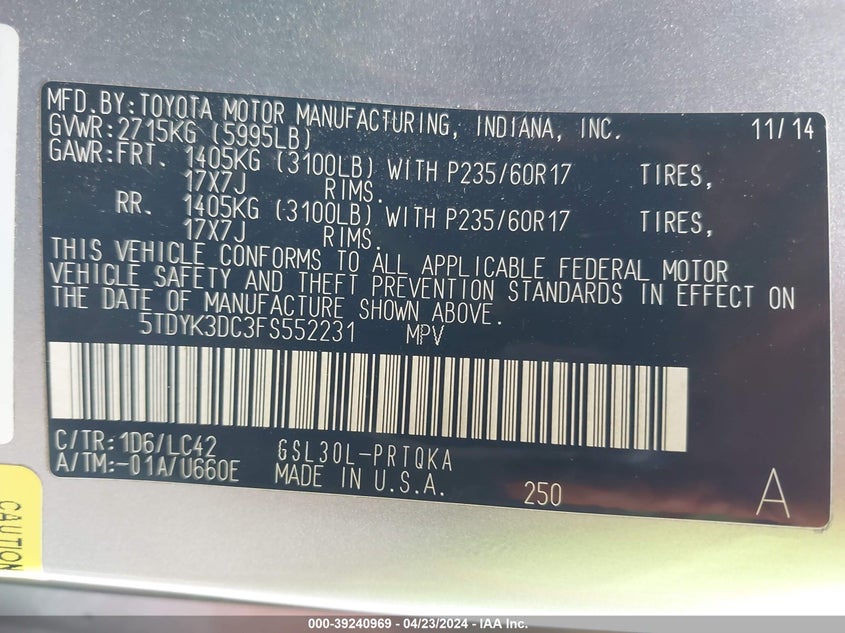 MFD.BY:TOYOTA MOTOR MANUFACTURING, INDIANA, INC. 11/14
GVWR:2715KG (5995LB)
GAWR:FRT. 1405KG (3100LB) WITH P235/60R17 TIRES,
17X7J RIMS.
RR. 1405KG (3100LB) WITH P235/60R17 TIRES,
17X7J RIMS.
THIS VEHICLE CONFORMS TO ALL APPLICABLE FEDERAL MOTOR
VEHICLE SAFETY AND THEFT PREVENTION STANDARDS IN EFFECT ON
THE DATE OF MANUFACTURE SHOWN ABOVE.
5TDYK3DC3FS552231 MPV
C/TR:1D6/LC42 GSL30L-PRTQKA
A/TM:-01A/U660E MADE IN U.S.A. 250 A
CAUTION
000-39240969 - 04/23/2024 - IAA Inc.